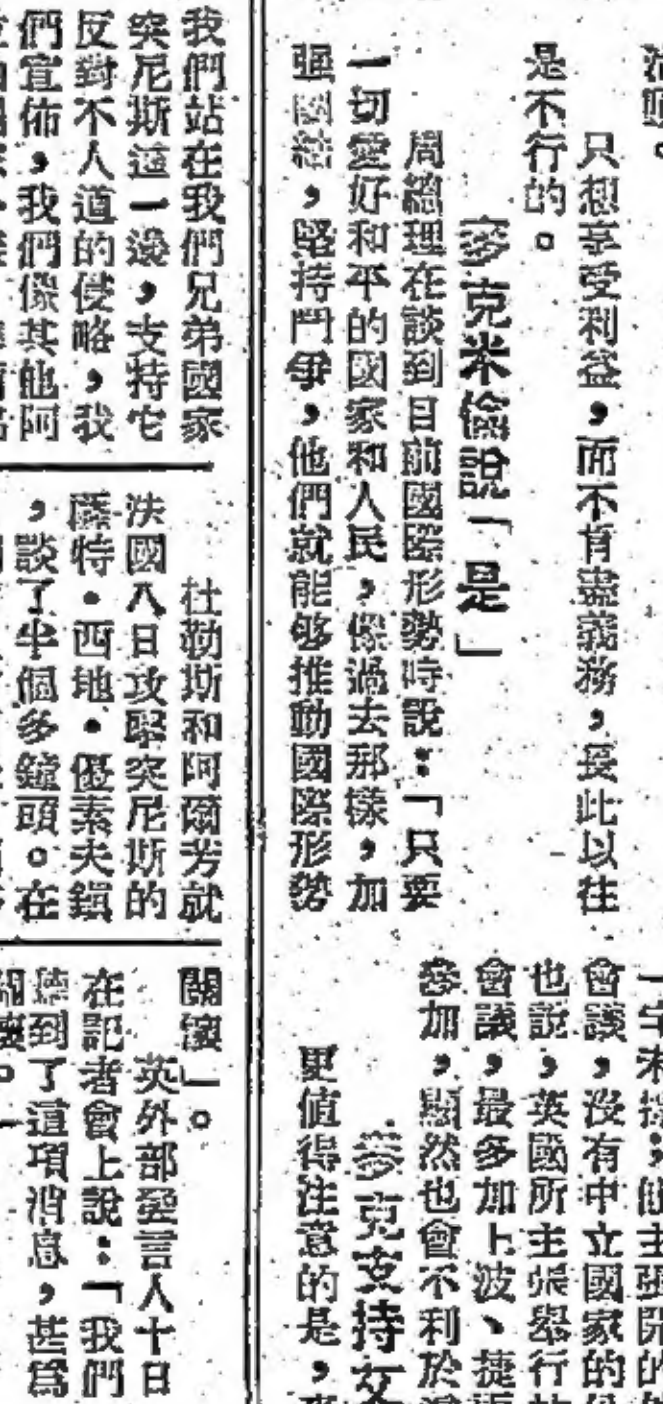 只想享受利益，而不肯盡義務，長此以往
是不行的。
麥克米倫說「是」
周總理在談到目前國際形勢時說：「只要
一切愛好和平的國家和人民，像過去那樣，加
强團結，堅持鬥爭，他們就能够推動國際形勢
會議，沒有中立國家的
也說，英國所主張舉行
會議，最多加上波、捷
參加，顯然也會不利於
麥克支持
更值得注意的是，
我們站在我們兄弟國家
突尼斯這一邊，支持它
反對不人道的侵略，我
們宣佈，我們像其他阿
杜勒斯和阿爾芳就
法國八日攻擊突尼斯的
薩特·西地·優素夫鎮
，談了半個多鐘頭。在
關懷」。
英外部發言人十日
在記者會上說：「我們
聽到了這項消息，甚爲